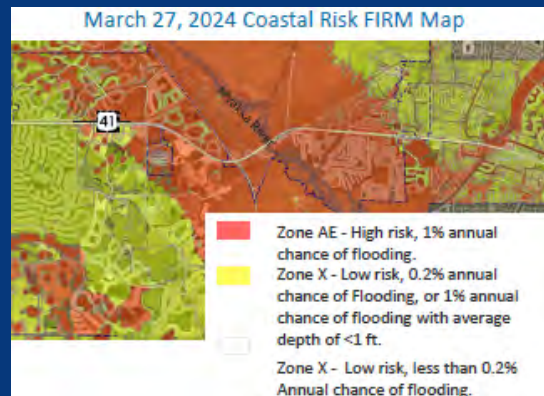 March 27, 2024 Coastal Risk FIRM Map
41
Myakka River
Zone AE - High risk, 1% annual
chance of flooding.
Zone X - Low risk, 0.2% annual
chance of Flooding, or 1% annual
chance of flooding with average
depth of <1 ft.
Zone X - Low risk, less than 0.2%
Annual chance of flooding.